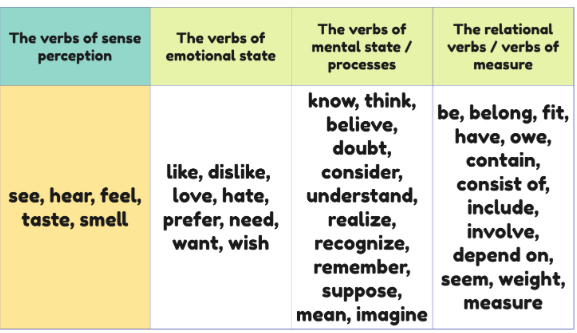 The verbs of sense
perception
The verbs of
emotional state
The verbs of
mental state /
processes
The relational
verbs / verbs of
measure
see, hear, feel,
taste, smell
like, dislike,
love, hate,
prefer, need,
want, wish
know, think,
believe,
doubt,
consider,
understand,
realize,
recognize,
remember,
suppose,
mean, imagine
be, belong, fit,
have, owe,
contain,
consist of,
include,
involve,
depend on,
seem, weight,
measure